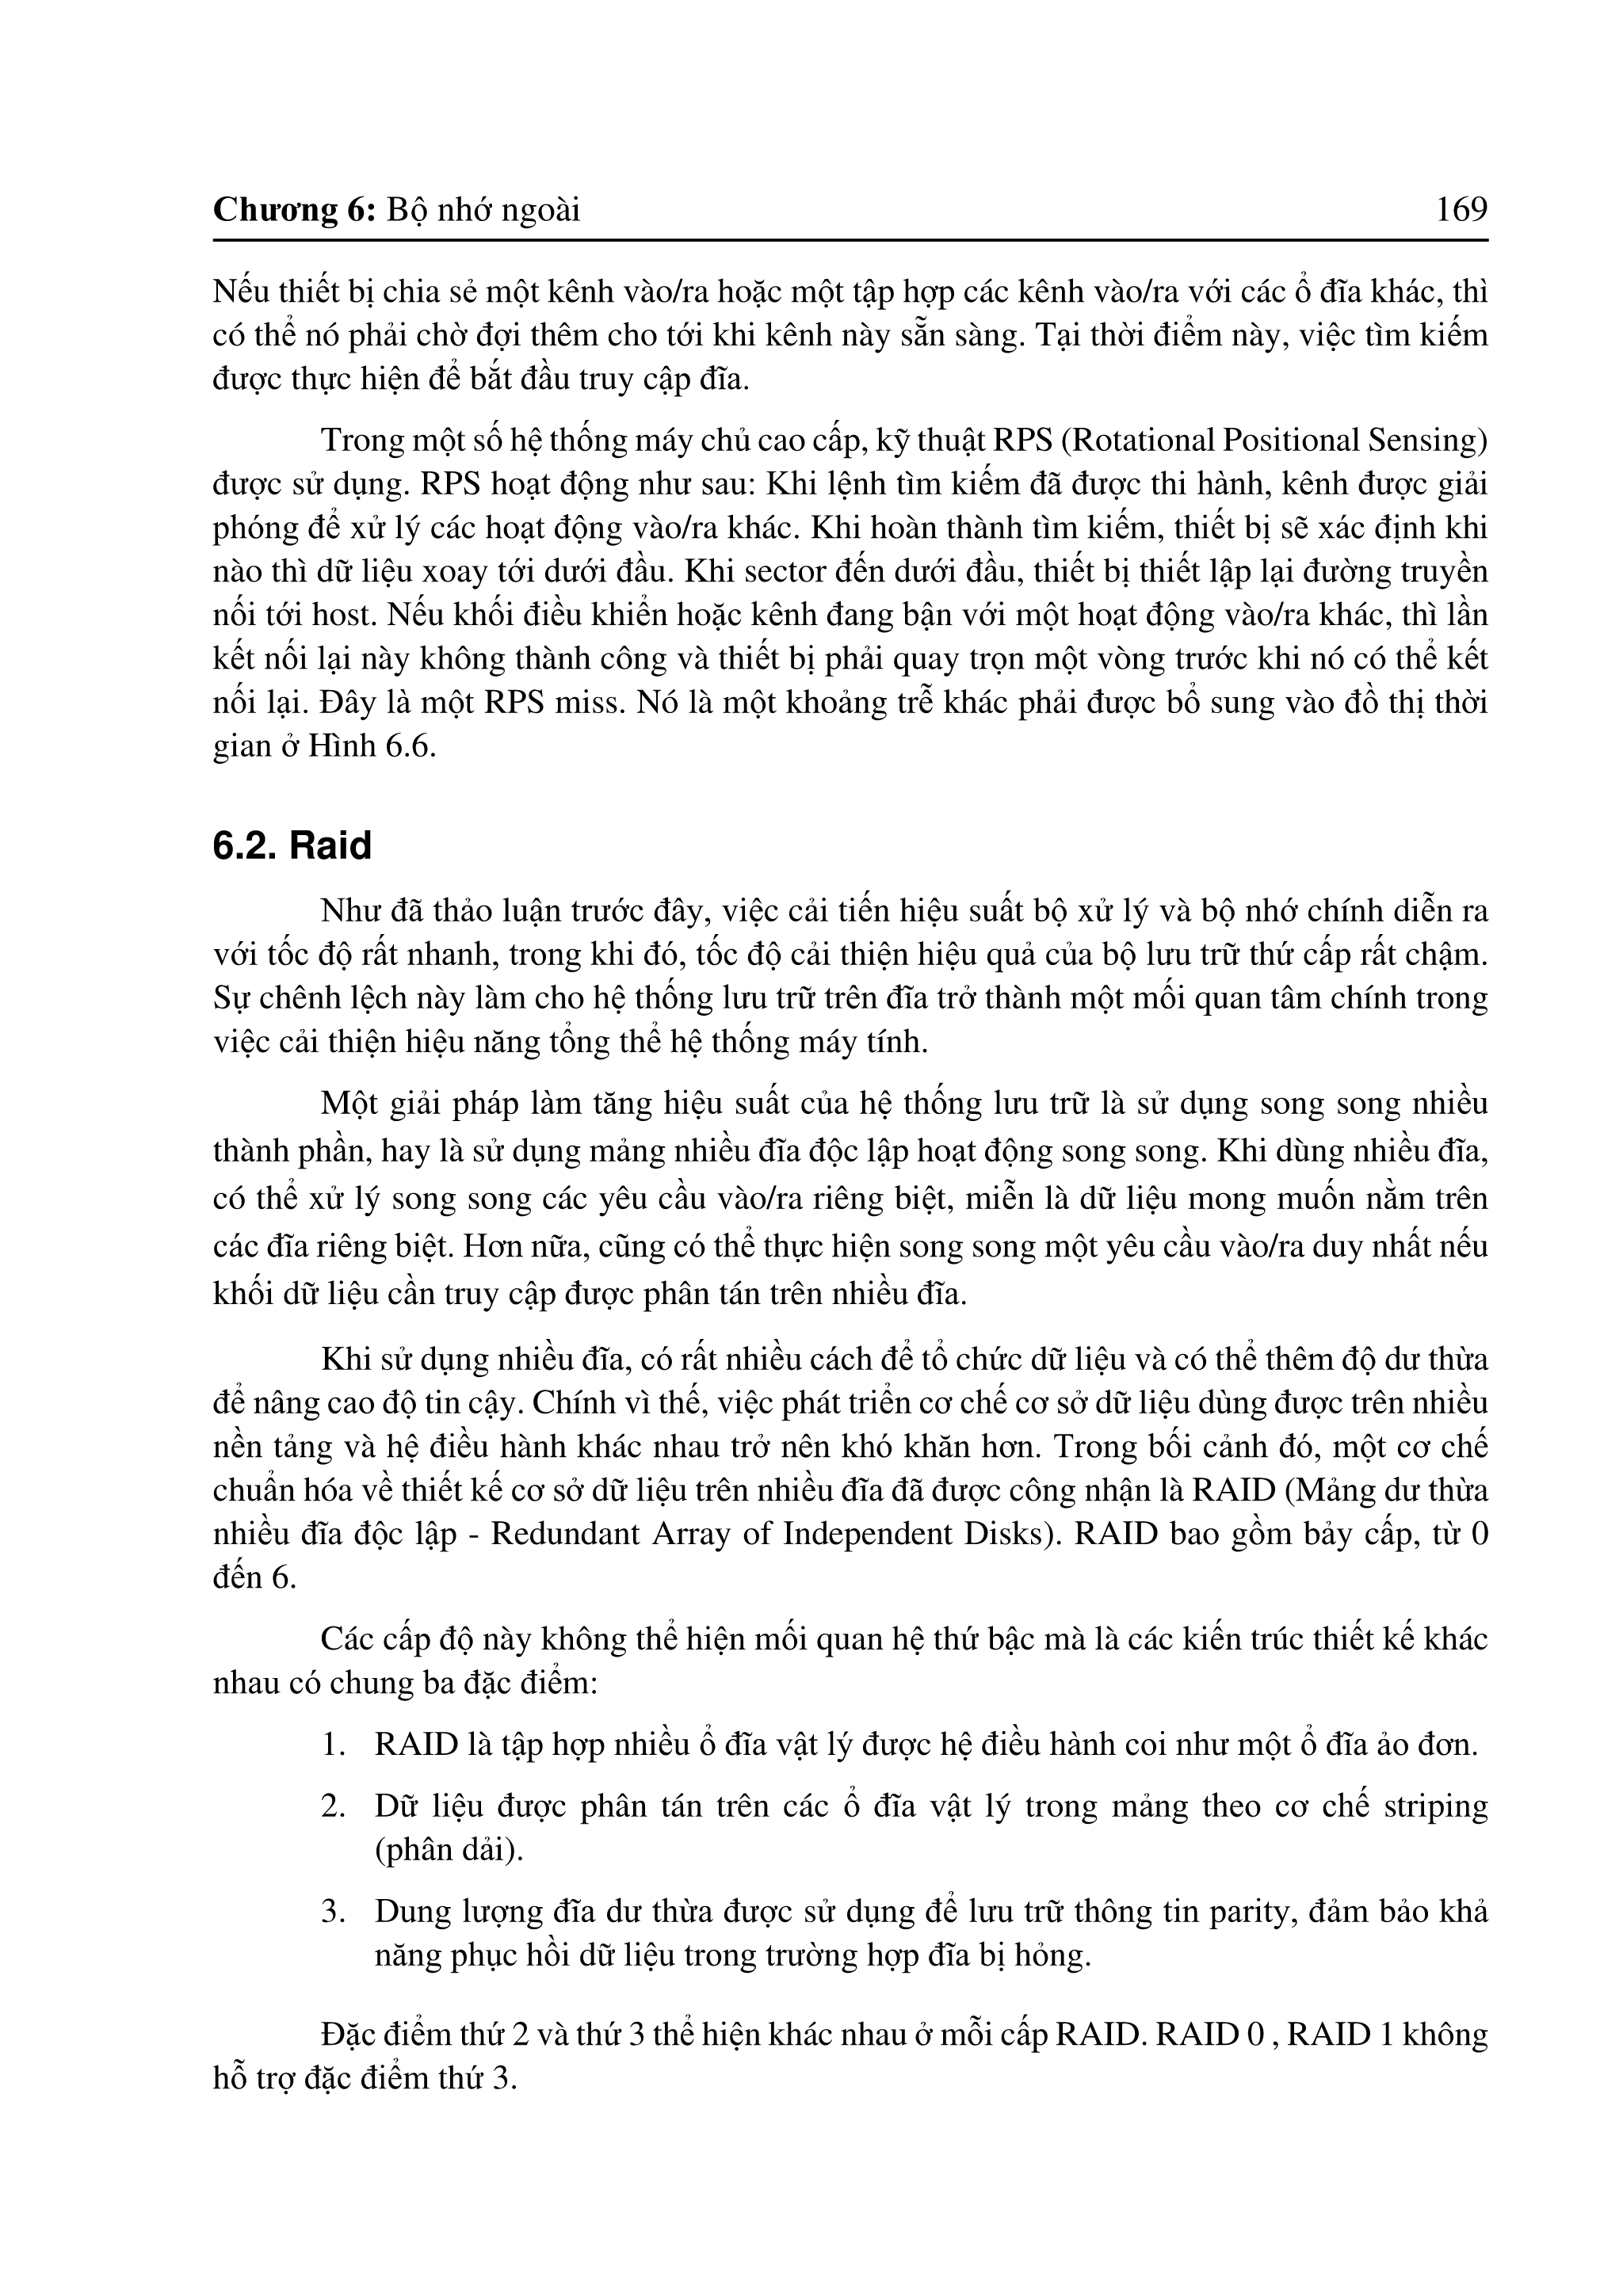 Chương 6: Bộ nhớ ngoài 169
Nếu thiết bị chia sẻ một kênh vào/ra hoặc một tập hợp các kênh vào/ra với các ổ đĩa khác, thì
có thể nó phải chờ đợi thêm cho tới khi kênh này sẵn sàng. Tại thời điểm này, việc tìm kiếm
được thực hiện để bắt đầu truy cập đĩa.
Trong một số hệ thống máy chủ cao cấp, kỹ thuật RPS (Rotational Positional Sensing)
được sử dụng. RPS hoạt động như sau: Khi lệnh tìm kiếm đã được thi hành, kênh được giải
phóng để xử lý các hoạt động vào/ra khác. Khi hoàn thành tìm kiếm, thiết bị sẽ xác định khi
nào thì dữ liệu xoay tới dưới đầu. Khi sector đến dưới đầu, thiết bị thiết lập lại đường truyền
nối tới host. Nếu khối điều khiển hoặc kênh đang bận với một hoạt động vào/ra khác, thì lần
kết nối lại này không thành công và thiết bị phải quay trọn một vòng trước khi nó có thể kết
nối lại. Đây là một RPS miss. Nó là một khoảng trễ khác phải được bổ sung vào đồ thị thời
gian ở Hình 6.6.
6.2. Raid
Như đã thảo luận trước đây, việc cải tiến hiệu suất bộ xử lý và bộ nhớ chính diễn ra
với tốc độ rất nhanh, trong khi đó, tốc độ cải thiện hiệu quả của bộ lưu trữ thứ cấp rất chậm.
Sự chênh lệch này làm cho hệ thống lưu trữ trên đĩa trở thành một mối quan tâm chính trong
việc cải thiện hiệu năng tổng thể hệ thống máy tính.
Một giải pháp làm tăng hiệu suất của hệ thống lưu trữ là sử dụng song song nhiều
thành phần, hay là sử dụng mảng nhiều đĩa độc lập hoạt động song song. Khi dùng nhiều đĩa,
có thể xử lý song song các yêu cầu vào/ra riêng biệt, miễn là dữ liệu mong muốn nằm trên
các đĩa riêng biệt. Hơn nữa, cũng có thể thực hiện song song một yêu cầu vào/ra duy nhất nếu
khối dữ liệu cần truy cập được phân tán trên nhiều đĩa.
Khi sử dụng nhiều đĩa, có rất nhiều cách để tổ chức dữ liệu và có thể thêm độ dư thừa
để nâng cao độ tin cậy. Chính vì thế, việc phát triển cơ chế cơ sở dữ liệu dùng được trên nhiều
nền tảng và hệ điều hành khác nhau trở nên khó khăn hơn. Trong bối cảnh đó, một cơ chế
chuẩn hóa về thiết kế cơ sở dữ liệu trên nhiều đĩa đã được công nhận là RAID (Mảng dư thừa
nhiều đĩa độc lập - Redundant Array of Independent Disks). RAID bao gồm bảy cấp, từ 0
đến 6.
Các cấp độ này không thể hiện mối quan hệ thứ bậc mà là các kiến trúc thiết kế khác
nhau có chung ba đặc điểm:
1. RAID là tập hợp nhiều ổ đĩa vật lý được hệ điều hành coi như một ổ đĩa ảo đơn.
2. Dữ liệu được phân tán trên các ổ đĩa vật lý trong mảng theo cơ chế striping
(phân dải).
3. Dung lượng đĩa dư thừa được sử dụng để lưu trữ thông tin parity, đảm bảo khả
năng phục hồi dữ liệu trong trường hợp đĩa bị hỏng.
Đặc điểm thứ 2 và thứ 3 thể hiện khác nhau ở mỗi cấp RAID. RAID 0 , RAID 1 không
hỗ trợ đặc điểm thứ 3.